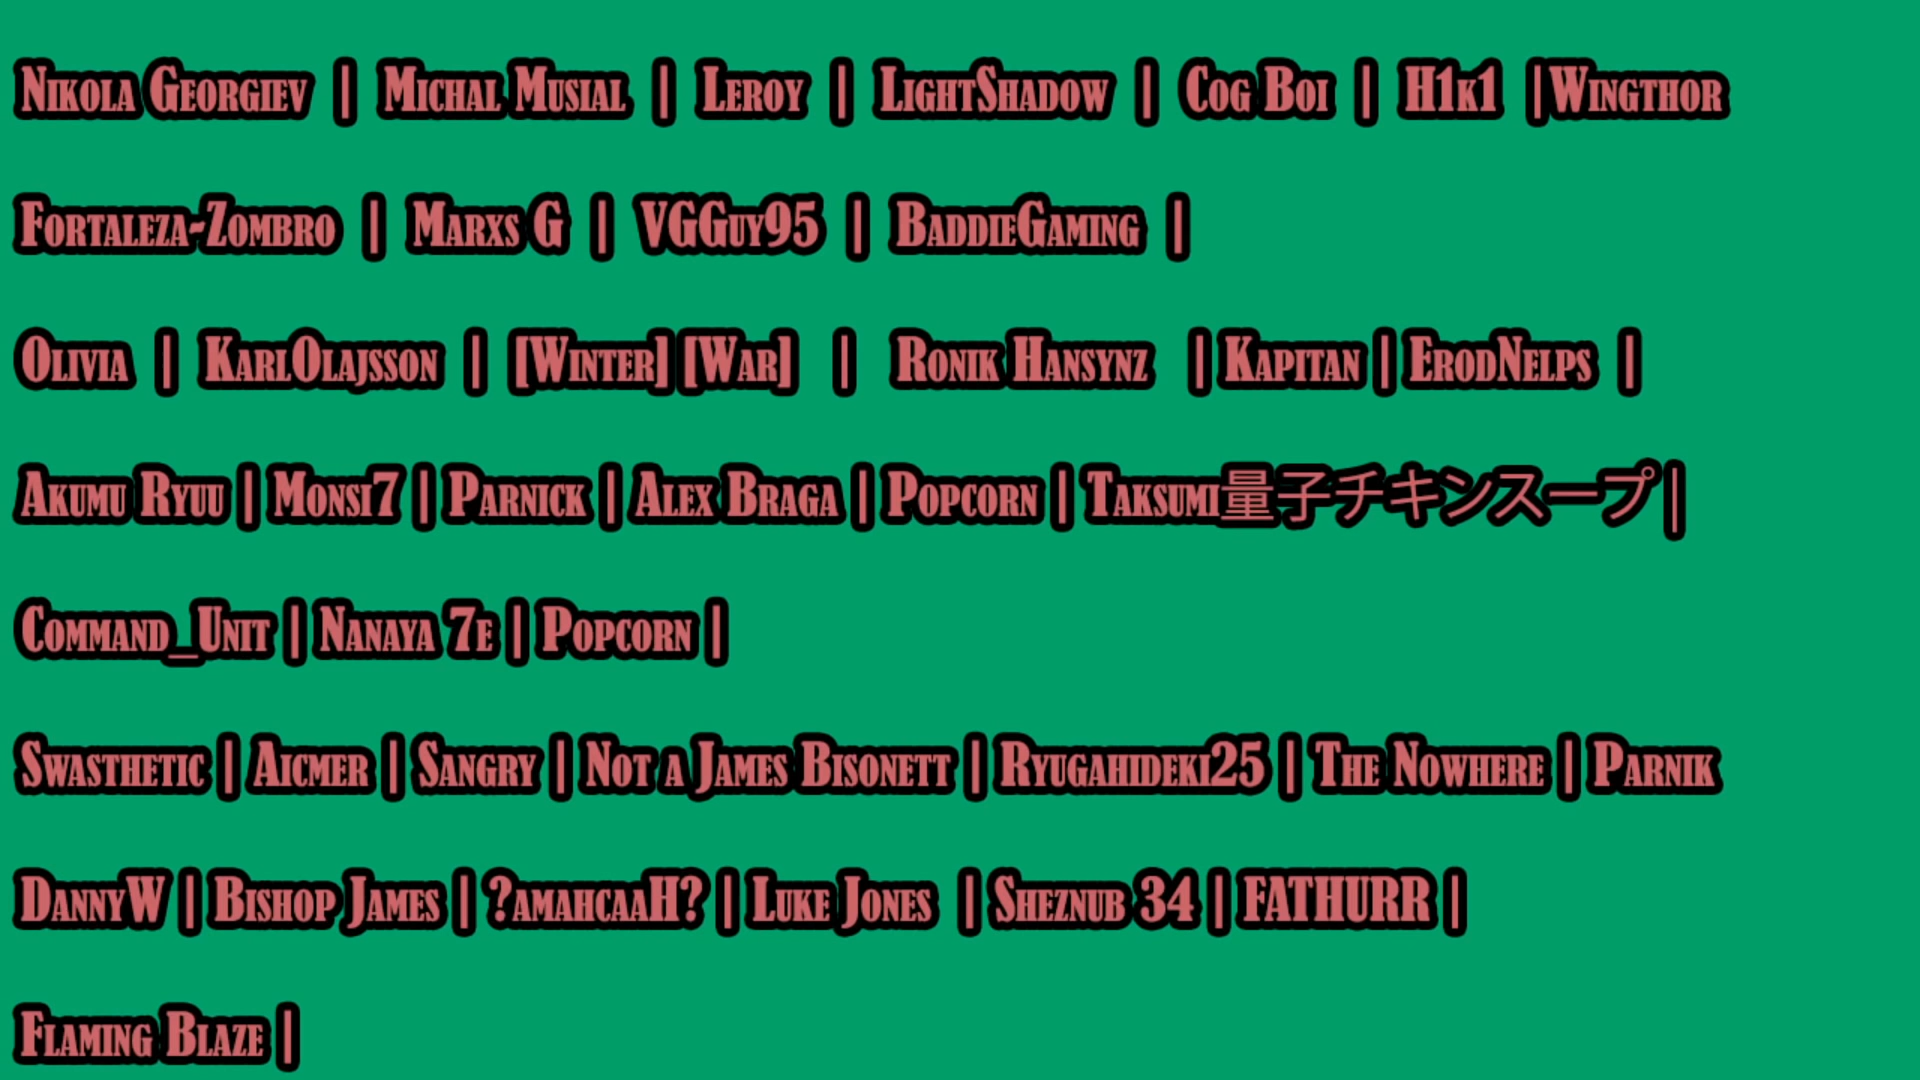 Nikola Georgiev | Michal Musial | Leroy | LightShadow | Cog Boi | H1k1 |Wingthor
Fortaleza-Zombro | Marxs G | VGGuy95 | BaddieGaming |
Olivia | KarlOlajsson | [Winter] [War] | Ronik Hansynz | Kapitan | ErodNelps |
Akumu Ryuu | Monsi7 | Parnick | Alex Braga | Popcorn | Taksumi量子チキンスープ |
Command_Unit | Nanaya 7e | Popcorn |
Swasthetic | Aicmer | Sangry | Not a James Bisonett | Ryugahideki25 | The Nowhere | Parnik
DannyW | Bishop James | ?amahcaaH? | Luke Jones | Sheznub 34 | FATHURR |
Flaming Blaze |